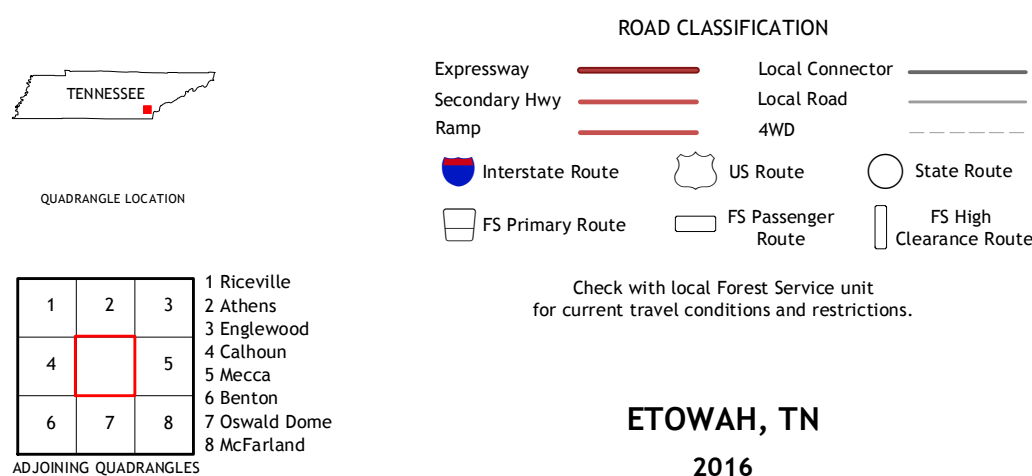 TENNESSEE
QUADRANGLE LOCATION
1 2 3
4 5
6 7 8
1 Riceville
2 Athens
3 Englewood
4 Calhoun
5 Mecca
6 Benton
7 Oswald Dome
8 McFarland
ADJOINING QUADRANGLES
ROAD CLASSIFICATION
Expressway
Secondary Hwy
Ramp
Local Connector
Local Road
4WD
Interstate Route
US Route
State Route
FS Primary Route
FS Passenger
Route
FS High
Clearance Route
Check with local Forest Service unit
for current travel conditions and restrictions.
ETOWAH, TN
2016